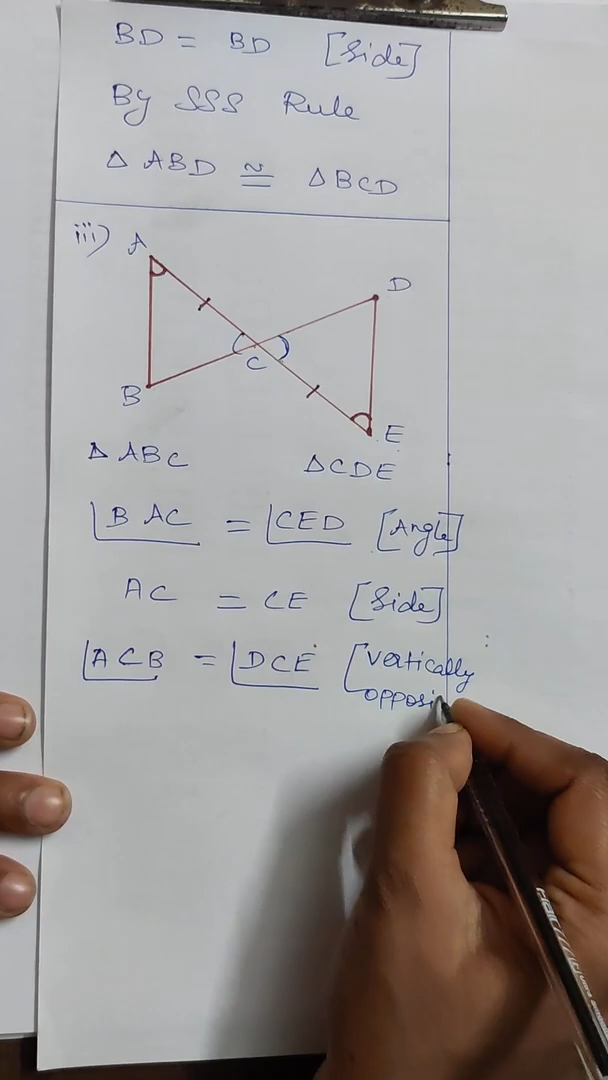 BD = BD [Side]
By SSS Rule
Δ ABD ≅ Δ BCD
iii)
A
D
C
B
E
Δ ABC Δ CDE
∠BAC = ∠CED [Angle]
AC = CE [Side]
∠ACB = ∠DCE [Vertically
opposi